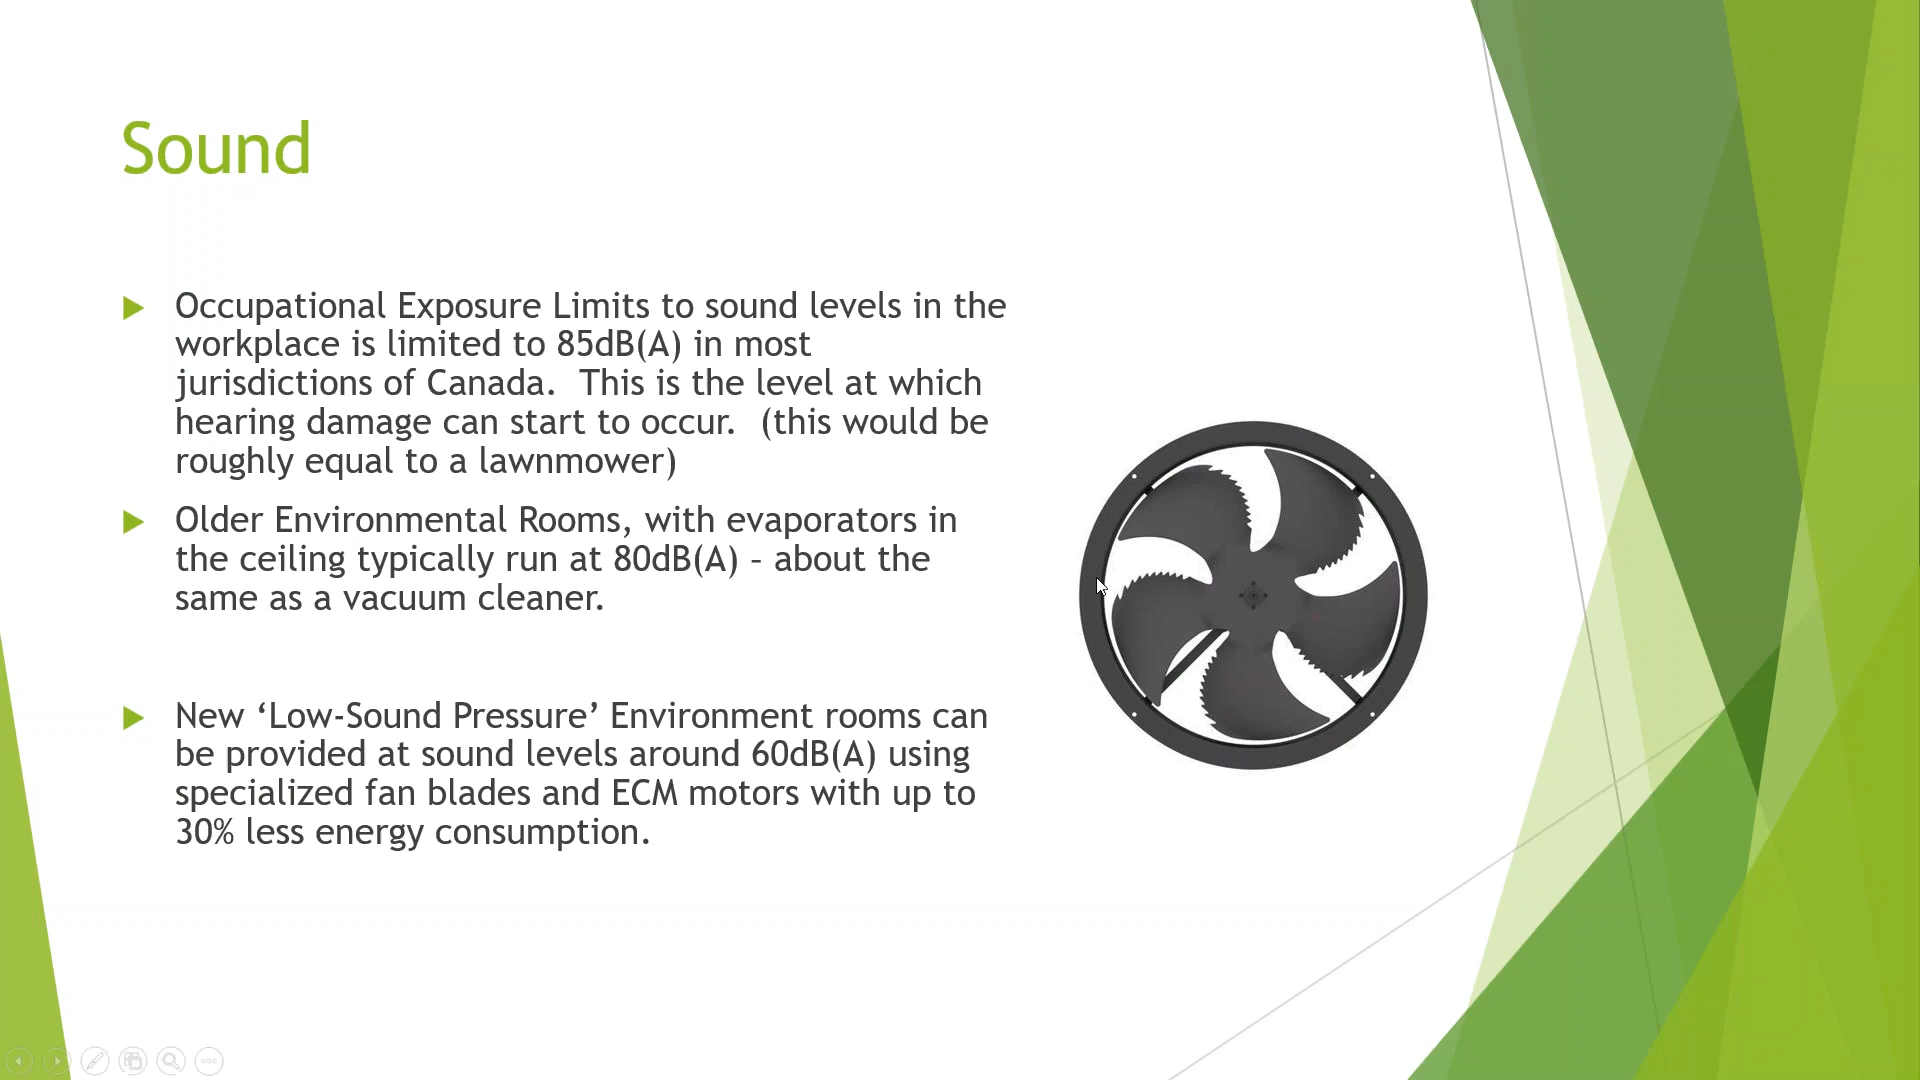 Sound
Occupational Exposure Limits to sound levels in the
workplace is limited to 85dB(A) in most
jurisdictions of Canada.  This is the level at which
hearing damage can start to occur.  (this would be
roughly equal to a lawnmower)
Older Environmental Rooms, with evaporators in
the ceiling typically run at 80dB(A) – about the
same as a vacuum cleaner.
New ‘Low-Sound Pressure’ Environment rooms can
be provided at sound levels around 60dB(A) using
specialized fan blades and ECM motors with up to
30% less energy consumption.